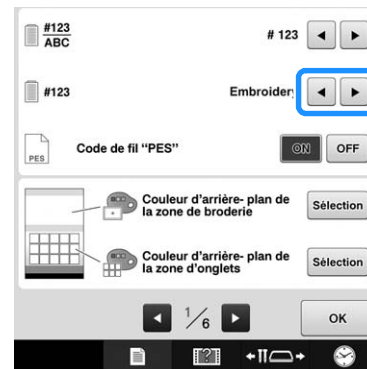 #123
ABC
# 123
#123
Embroider
PES
Code de fil “PES”
ON
OFF
Couleur d’arrière- plan de
la zone de broderie
Sélection
Couleur d’arrière- plan de
la zone d’onglets
Sélection
1/6
OK